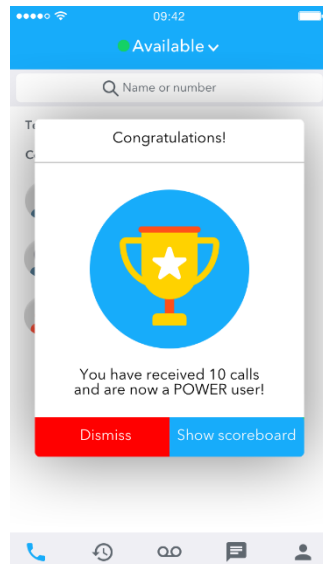 09:42
Available
Name or number
Congratulations!
You have received 10 calls
and are now a POWER user!
Dismiss
Show scoreboard